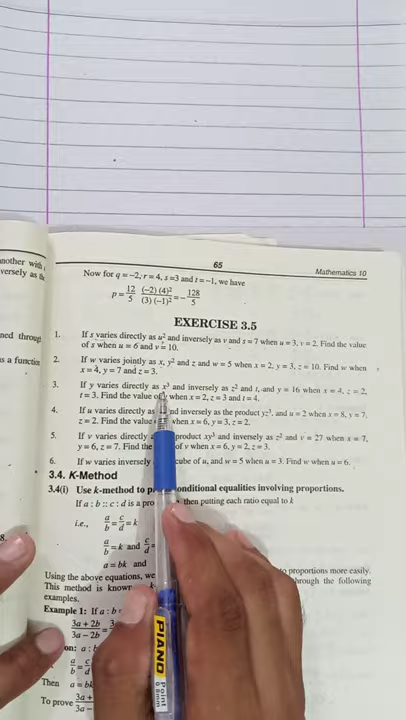 65
Mathematics 10
another with
versely as the
Now for q = −2, r = 4, s = 3 and t = −1, we have
p = 12/5 (−2) (4)² / (3) (−1)² = − 128/5
EXERCISE 3.5
ned through
1. If s varies directly as u² and inversely as v and s = 7 when u = 3, v = 2. Find the value
of s when u = 6 and v = 10.
as a function
2. If w varies jointly as x, y² and z and w = 5 when x = 2, y = 3, z = 10. Find w when
x = 4, y = 7 and z = 3.
3. If y varies directly as x³ and inversely as z² and t, and y = 16 when x = 4, z = 2,
t = 3. Find the value of when x = 2, z = 3 and t = 4.
4. If u varies directly as and inversely as the product yz³, and u = 2 when x = 8, y = 7,
z = 2. Find the value when x = 6, y = 3, z = 2.
5. If v varies directly a product xy³ and inversely as z² and v = 27 when x = 7,
y = 6, z = 7. Find the of v when x = 6, y = 2, z = 3.
6. If w varies inversely cube of u, and w = 5 when u = 3. Find w when u = 6.
3.4. K-Method
3.4(i) Use k-method to p conditional equalities involving proportions.
If a : b :: c : d is a pro then putting each ratio equal to k
8.
i.e., a/b = c/d = k
a/b = k and c/d =
a = bk and
Using the above equations, we to proportions more easily.
This method is known hrough the following
examples.
Example 1: If a : b
3a + 2b / 3a − 2b =
on: a : b
a/b = c/d
Then a = bk
To prove 3a + / 3a −
PIANO
Point
0.8mm